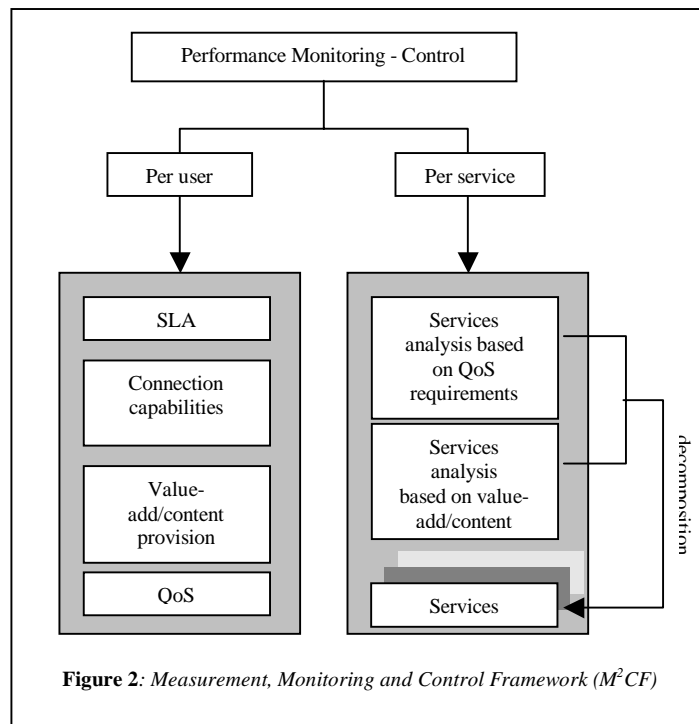 Performance Monitoring - Control
Per user
Per service
SLA
Connection
capabilities
Value-
add/content
provision
QoS
Services
analysis based
on QoS
requirements
Services
analysis
based on value-
add/content
Services
decomposition
Figure 2: Measurement, Monitoring and Control Framework (M²CF)